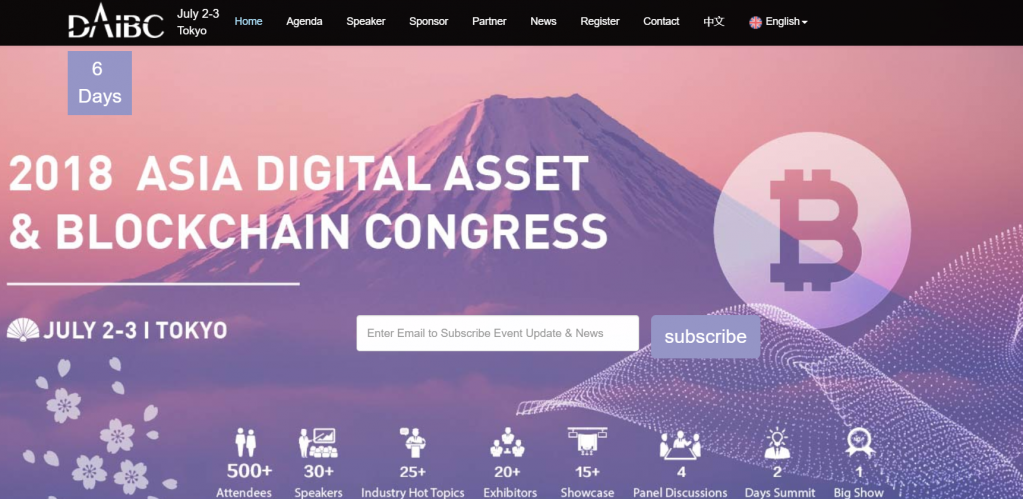 DAiBC
July 2-3
Tokyo
Home Agenda Speaker Sponsor Partner News Register Contact 中文 English
6
Days
2018 ASIA DIGITAL ASSET
& BLOCKCHAIN CONGRESS
JULY 2-3 I TOKYO
Enter Email to Subscribe Event Update & News
subscribe
500+ 30+ 25+ 20+ 15+ 4 2 1
Attendees Speakers Industry Hot Topics Exhibitors Showcase Panel Discussions Days Summit Big Show